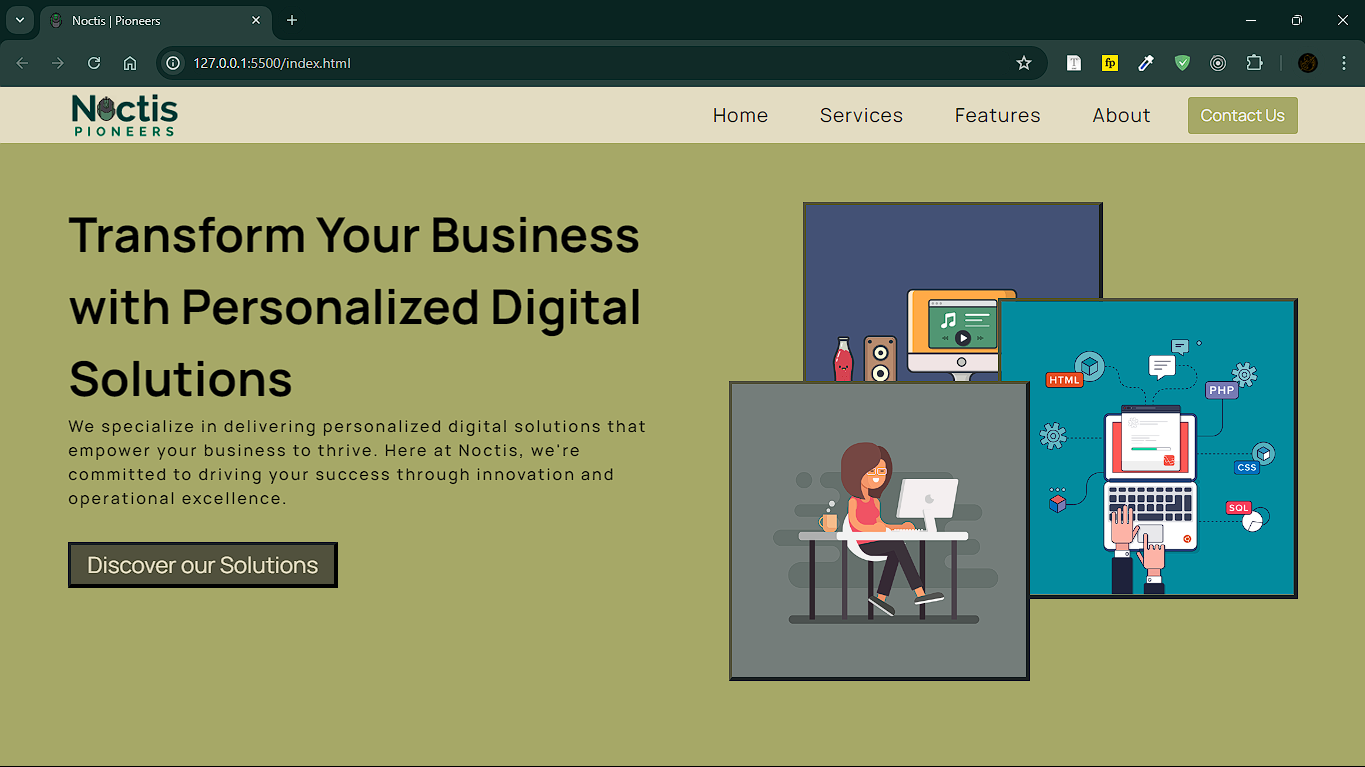 Noctis | Pioneers
127.0.0.1:5500/index.html
fp
Noctis
PIONEERS
Home
Services
Features
About
Contact Us
Transform Your Business
with Personalized Digital
Solutions
We specialize in delivering personalized digital solutions that
empower your business to thrive. Here at Noctis, we're
committed to driving your success through innovation and
operational excellence.
Discover our Solutions
HTML
PHP
CSS
SQL